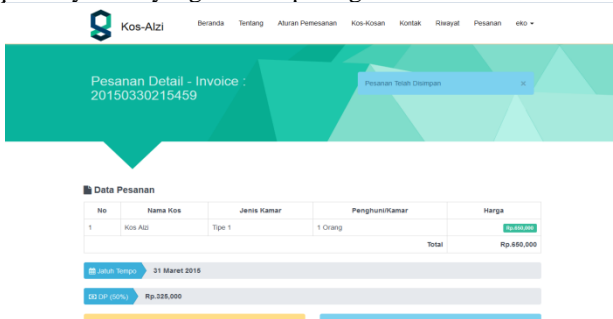 Kos-Alzi
Beranda Tentang Aturan Pemesanan Kos-Kosan Kontak Riwayat Pesanan eko
Pesanan Detail - Invoice :
20150330215459
Pesanan Telah Disimpan ×
Data Pesanan
No Nama Kos Jenis Kamar Penghuni/Kamar Harga
1 Kos Alzi Tipe 1 1 Orang Rp.650,000
Total Rp.650,000
Jatuh Tempo 31 Maret 2015
DP (50%) Rp.325,000